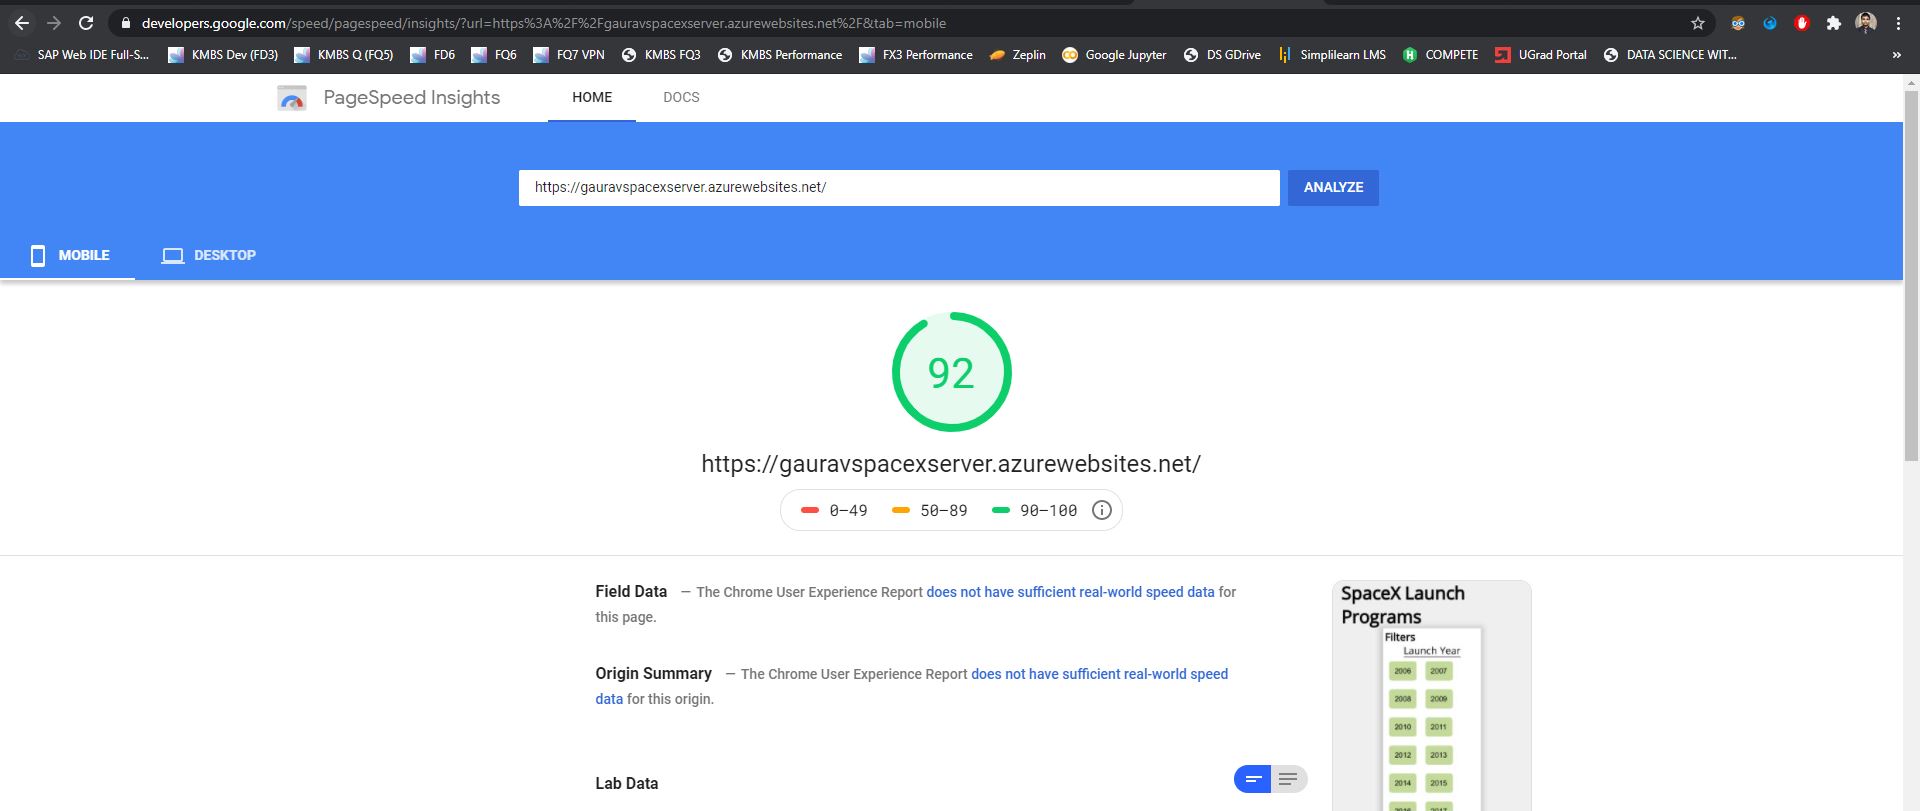 developers.google.com/speed/pagespeed/insights/?url=https%3A%2F%2Fgauravspacexserver.azurewebsites.net%2F&tab=mobile
SAP Web IDE Full-S... KMBS Dev (FD3) KMBS Q (FQ5) FD6 FQ6 FQ7 VPN KMBS FQ3 KMBS Performance FX3 Performance Zeplin Google Jupyter DS GDrive Simplilearn LMS COMPETE UGrad Portal DATA SCIENCE WIT... »
PageSpeed Insights HOME DOCS
https://gauravspacexserver.azurewebsites.net/ ANALYZE
MOBILE DESKTOP
92
https://gauravspacexserver.azurewebsites.net/
0–49 50–89 90–100
Field Data — The Chrome User Experience Report does not have sufficient real-world speed data for
this page.
Origin Summary — The Chrome User Experience Report does not have sufficient real-world speed
data for this origin.
Lab Data
SpaceX Launch
Programs
Filters
Launch Year
2006 2007
2008 2009
2010 2011
2012 2013
2014 2015
2016 2017